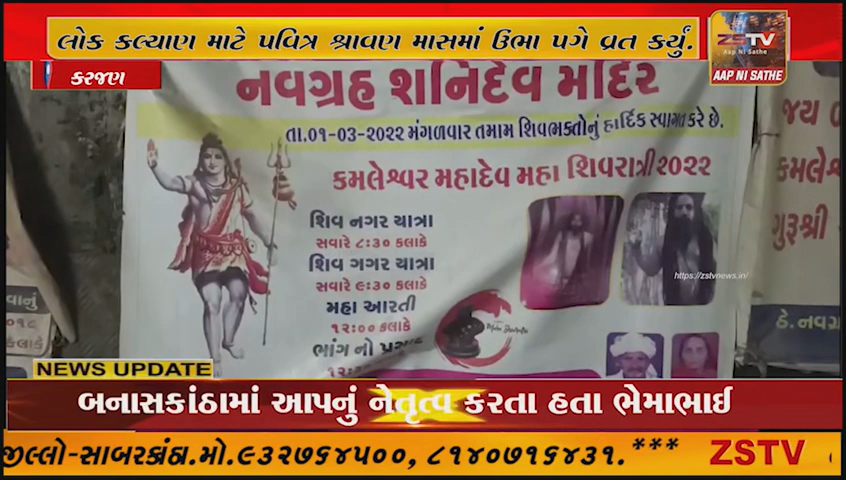 લોક કલ્યાણ માટે પવિત્ર શ્રાવણ માસમાં ઉભા પગે વ્રત કર્યું.
ZSTV
Aap Ni Sathe
AAP NI SATHE
કરજણ
નવગ્રહ શનિદેવ મંદિર
તા.૦૧-૦૩-૨૦૨૨ મંગળવાર તમામ શિવભક્તોનું હાર્દિક સ્વાગત કરે છે.
કમલેશ્વર મહાદેવ મહા શિવરાત્રી ૨૦૨૨
શિવ નગર યાત્રા
સવારે ૮:૩૦ કલાકે
શિવ ગગર યાત્રા
સવારે ૯:૩૦ કલાકે
મહા આરતી
૧૨:૦૦ કલાકે
ભાંગ નો
https://zstvnews.in/
જય
ગુરૂશ્રી
ઠે. નવગ્ર
વાનું
NEWS UPDATE
બનાસકાંઠામાં આપનું નેતૃત્વ કરતા હતા ભેમાભાઈ
જીલ્લો-સાબરકાંઠા.મો.૯૩૨૭૬૪૫૦૦, ૮૧૪૦૭૧૬૪૩૧.*** ZSTV